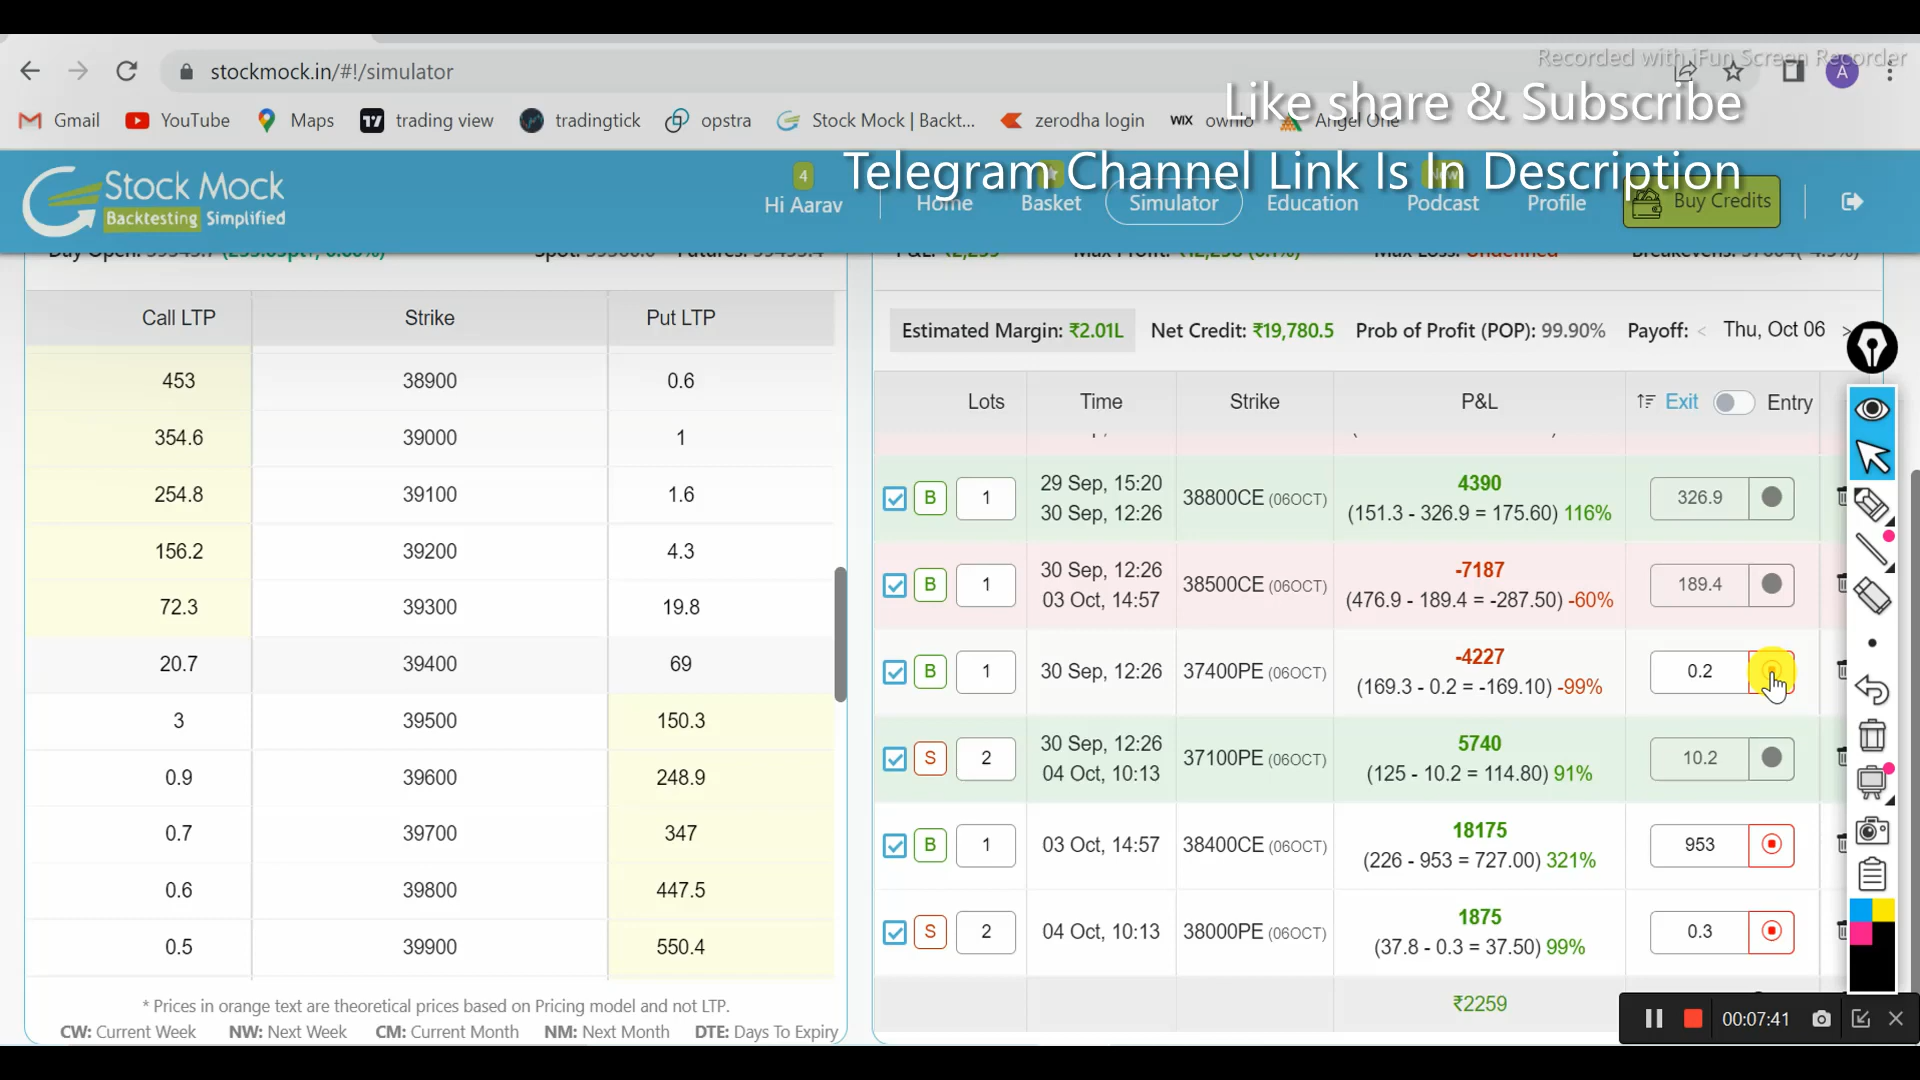 Recorded with iFun Screen Recorder
stockmock.in/#!/simulator
A
Like share & Subscribe
Gmail YouTube Maps trading view tradingtick opstra Stock Mock | Backt... zerodha login WIX ownio Angel One
Telegram Channel Link Is In Description
Stock Mock
Backtesting Simplified
4
Hi Aarav
Home
Basket
Simulator
Education
New
Podcast
Profile
Buy Credits
Call LTP Strike Put LTP
453 38900 0.6
354.6 39000 1
254.8 39100 1.6
156.2 39200 4.3
72.3 39300 19.8
20.7 39400 69
3 39500 150.3
0.9 39600 248.9
0.7 39700 347
0.6 39800 447.5
0.5 39900 550.4
* Prices in orange text are theoretical prices based on Pricing model and not LTP.
CW: Current Week NW: Next Week CM: Current Month NM: Next Month DTE: Days To Expiry
Estimated Margin: ₹2.01L Net Credit: ₹19,780.5 Prob of Profit (POP): 99.90% Payoff: < Thu, Oct 06 >
Lots Time Strike P&L Exit Entry
B 1 29 Sep, 15:20 38800CE (06OCT) 4390 326.9
30 Sep, 12:26 (151.3 - 326.9 = 175.60) 116%
B 1 30 Sep, 12:26 38500CE (06OCT) -7187 189.4
03 Oct, 14:57 (476.9 - 189.4 = -287.50) -60%
B 1 30 Sep, 12:26 37400PE (06OCT) -4227 0.2
(169.3 - 0.2 = -169.10) -99%
S 2 30 Sep, 12:26 37100PE (06OCT) 5740 10.2
04 Oct, 10:13 (125 - 10.2 = 114.80) 91%
B 1 03 Oct, 14:57 38400CE (06OCT) 18175 953
(226 - 953 = 727.00) 321%
S 2 04 Oct, 10:13 38000PE (06OCT) 1875 0.3
(37.8 - 0.3 = 37.50) 99%
₹2259
00:07:41